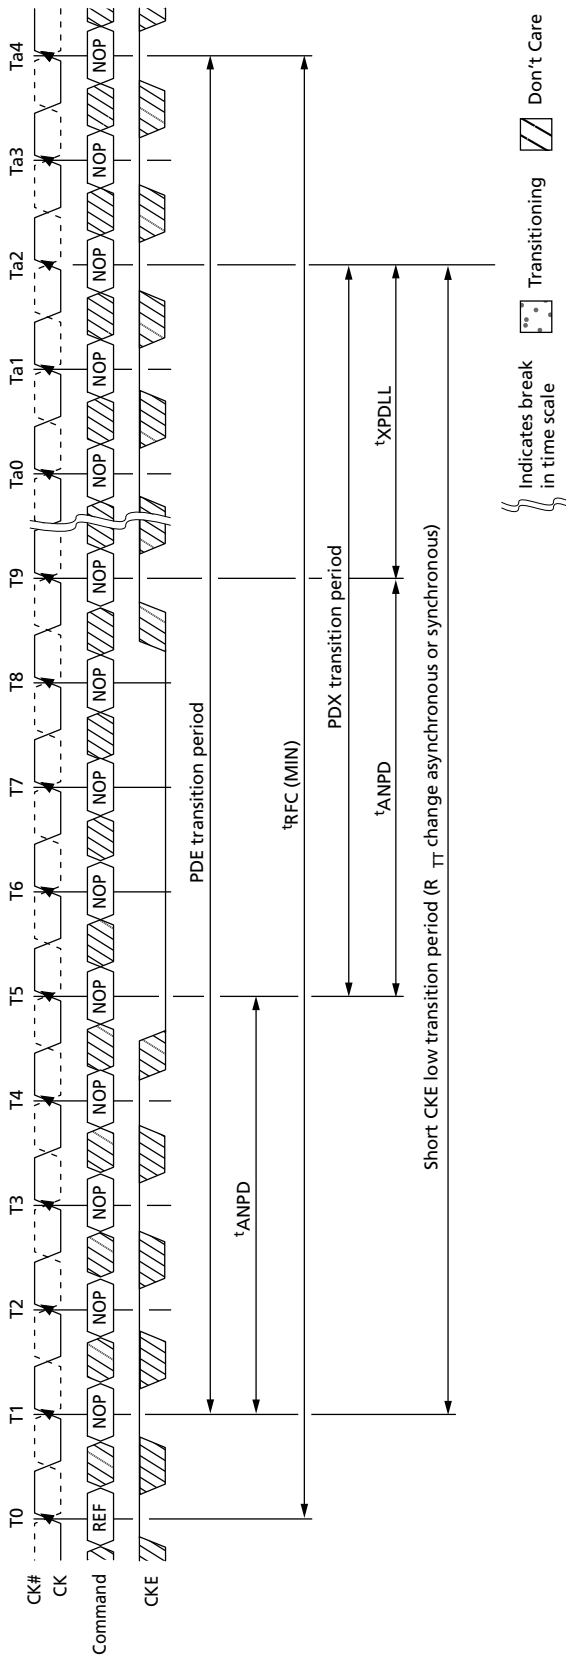 T0 T1 T2 T3 T4 T5 T6 T7 T8 T9 Ta0 Ta1 Ta2 Ta3 Ta4
CK#
CK
Command REF NOP NOP NOP NOP NOP NOP NOP NOP NOP NOP NOP NOP NOP NOP
CKE
PDE transition period
tANPD
tRFC (MIN)
PDX transition period
tANPD tXPDLL
Short CKE low transition period (R TT change asynchronous or synchronous)
Indicates break
in time scale
Transitioning
Don't Care